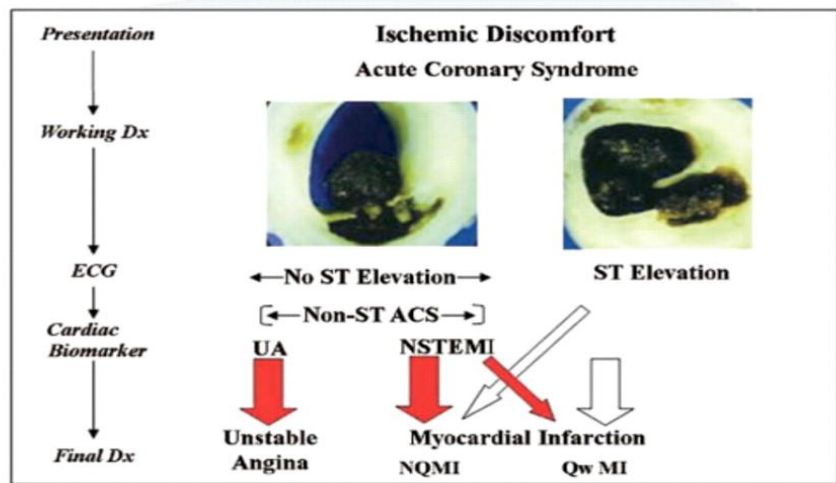 Presentation
Ischemic Discomfort
Acute Coronary Syndrome
Working Dx
ECG
No ST Elevation
ST Elevation
Non-ST ACS
Cardiac
Biomarker
UA
NSTEMI
Final Dx
Unstable
Angina
Myocardial Infarction
NQMI
Qw MI